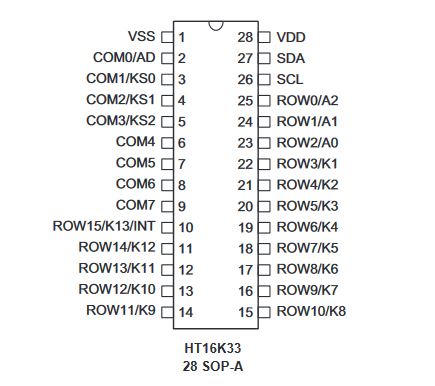 VSS 1 28 VDD
COM0/AD 2 27 SDA
COM1/KS0 3 26 SCL
COM2/KS1 4 25 ROW0/A2
COM3/KS2 5 24 ROW1/A1
COM4 6 23 ROW2/A0
COM5 7 22 ROW3/K1
COM6 8 21 ROW4/K2
COM7 9 20 ROW5/K3
ROW15/K13/INT 10 19 ROW6/K4
ROW14/K12 11 18 ROW7/K5
ROW13/K11 12 17 ROW8/K6
ROW12/K10 13 16 ROW9/K7
ROW11/K9 14 15 ROW10/K8
HT16K33
28 SOP-A